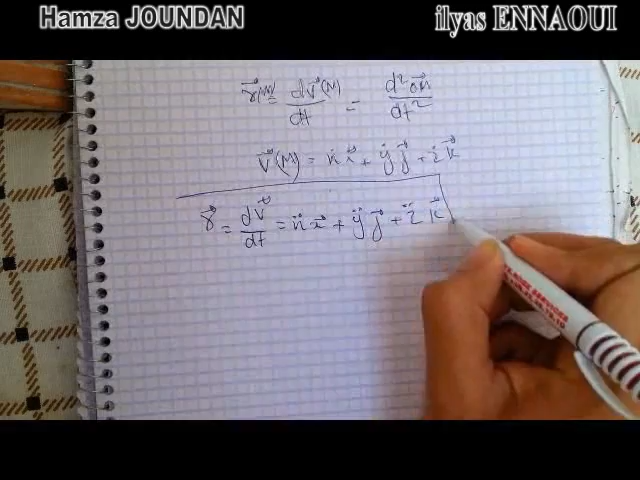 Hamza JOUNDAN
ilyas ENNAOUI
γ⃗(M) = dV⃗(M)/dt = d²OM⃗/dt²
V⃗(M) = ẋ i⃗ + ẏ j⃗ + ż k⃗
γ⃗ = dV⃗/dt = ẍ i⃗ + ÿ j⃗ + z̈ k⃗